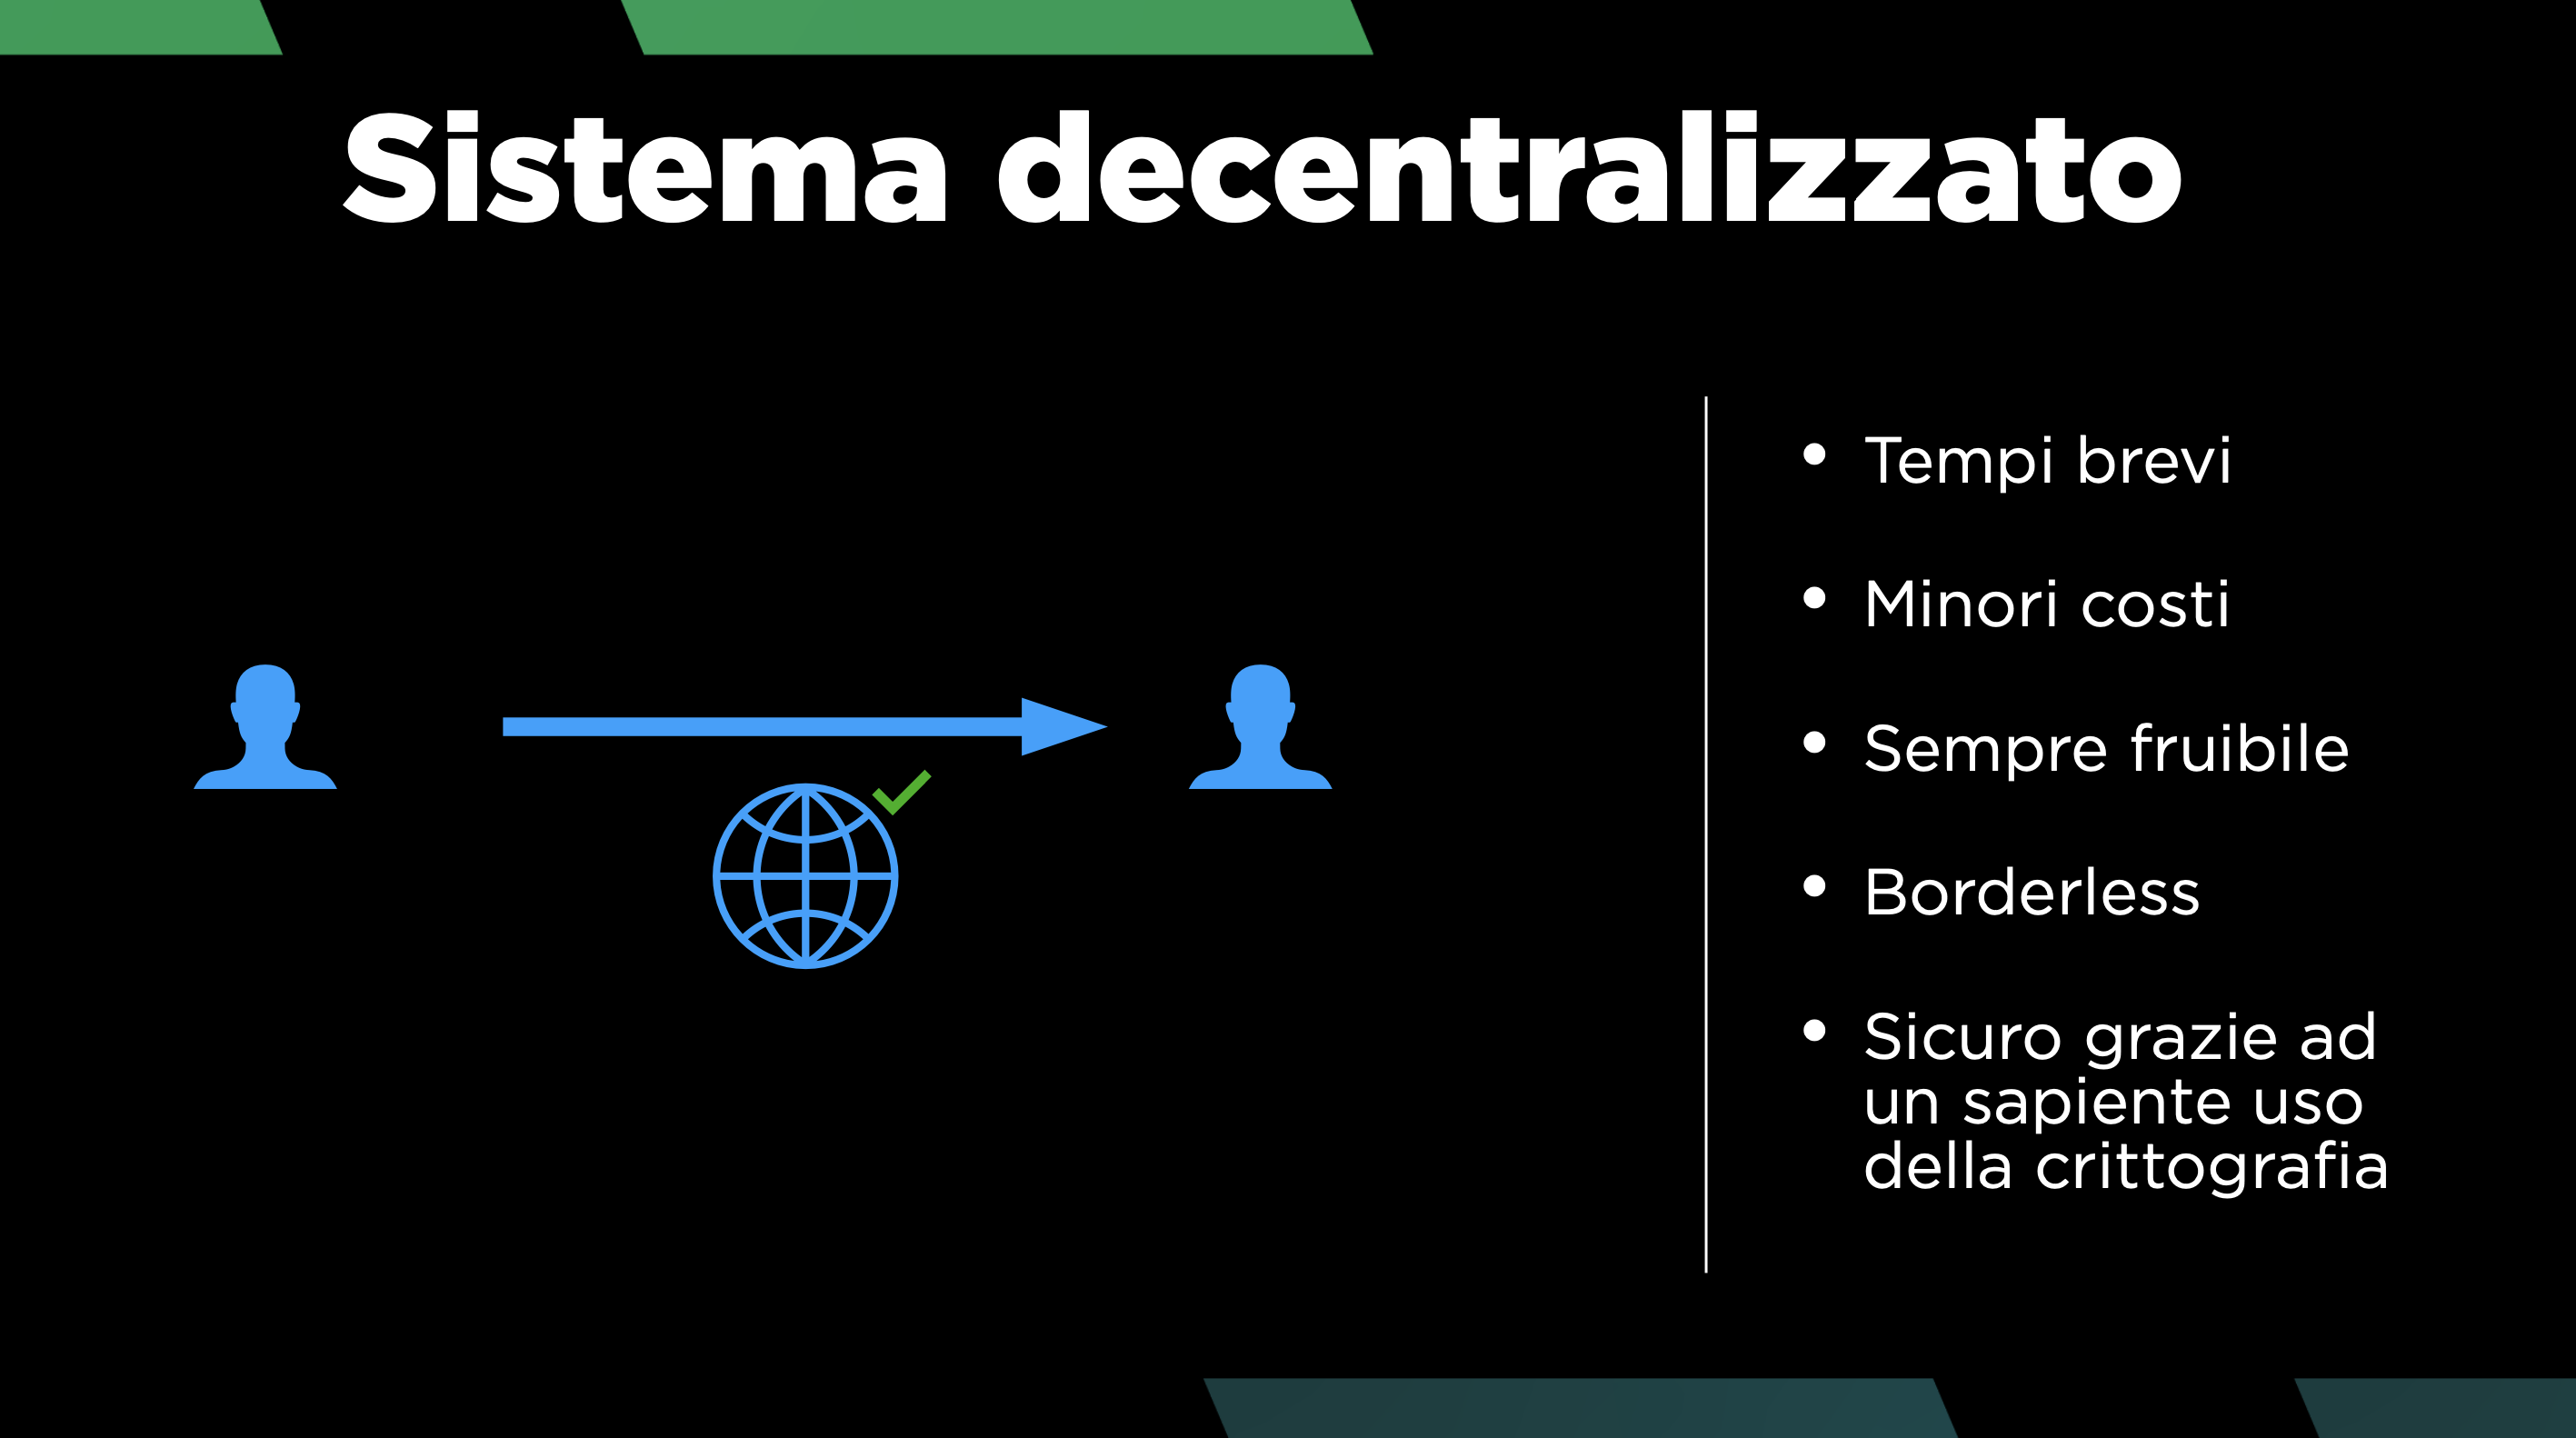 Sistema decentralizzato
• Tempi brevi
• Minori costi
• Sempre fruibile
• Borderless
• Sicuro grazie ad
un sapiente uso
della crittografia